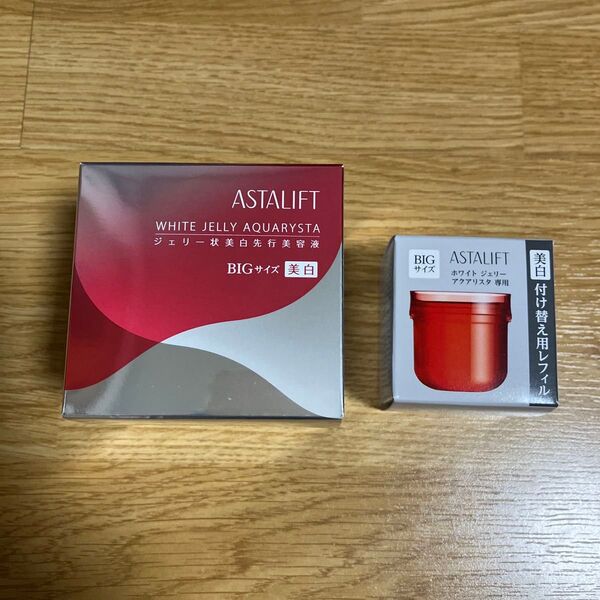 ASTALIFT
WHITE JELLY AQUARYSTA
ジェリー状美白先行美容液
BIGサイズ 美白
BIG
サイズ
ASTALIFT
ホワイト ジェリー
アクアリスタ 専用
美白 付け替え用レフィル